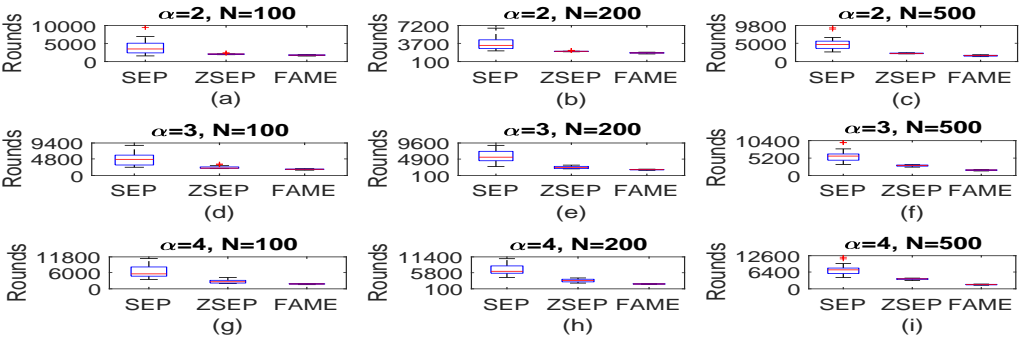 α=2, N=100
10000
5000
0
Rounds
SEP ZSEP FAME
(a)
α=2, N=200
7200
3700
100
Rounds
SEP ZSEP FAME
(b)
α=2, N=500
9800
5000
0
Rounds
SEP ZSEP FAME
(c)
α=3, N=100
9400
4800
0
Rounds
SEP ZSEP FAME
(d)
α=3, N=200
9600
4900
100
Rounds
SEP ZSEP FAME
(e)
α=3, N=500
10400
5200
0
Rounds
SEP ZSEP FAME
(f)
α=4, N=100
11800
6000
0
Rounds
SEP ZSEP FAME
(g)
α=4, N=200
11400
5800
100
Rounds
SEP ZSEP FAME
(h)
α=4, N=500
12600
6400
0
Rounds
SEP ZSEP FAME
(i)